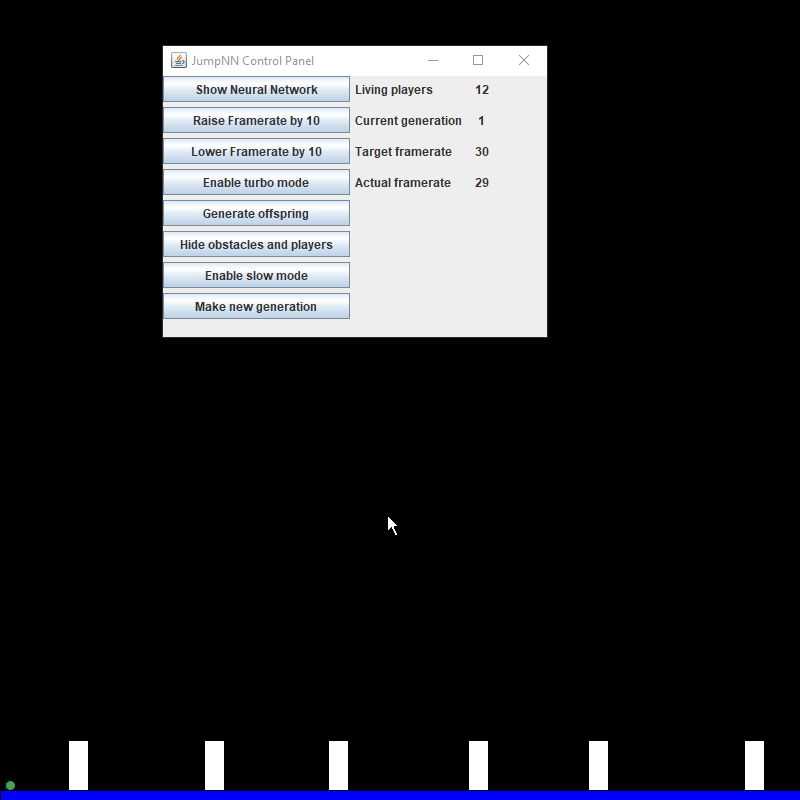 JumpNN Control Panel
Show Neural Network Living players 12
Raise Framerate by 10 Current generation 1
Lower Framerate by 10 Target framerate 30
Enable turbo mode Actual framerate 29
Generate offspring
Hide obstacles and players
Enable slow mode
Make new generation